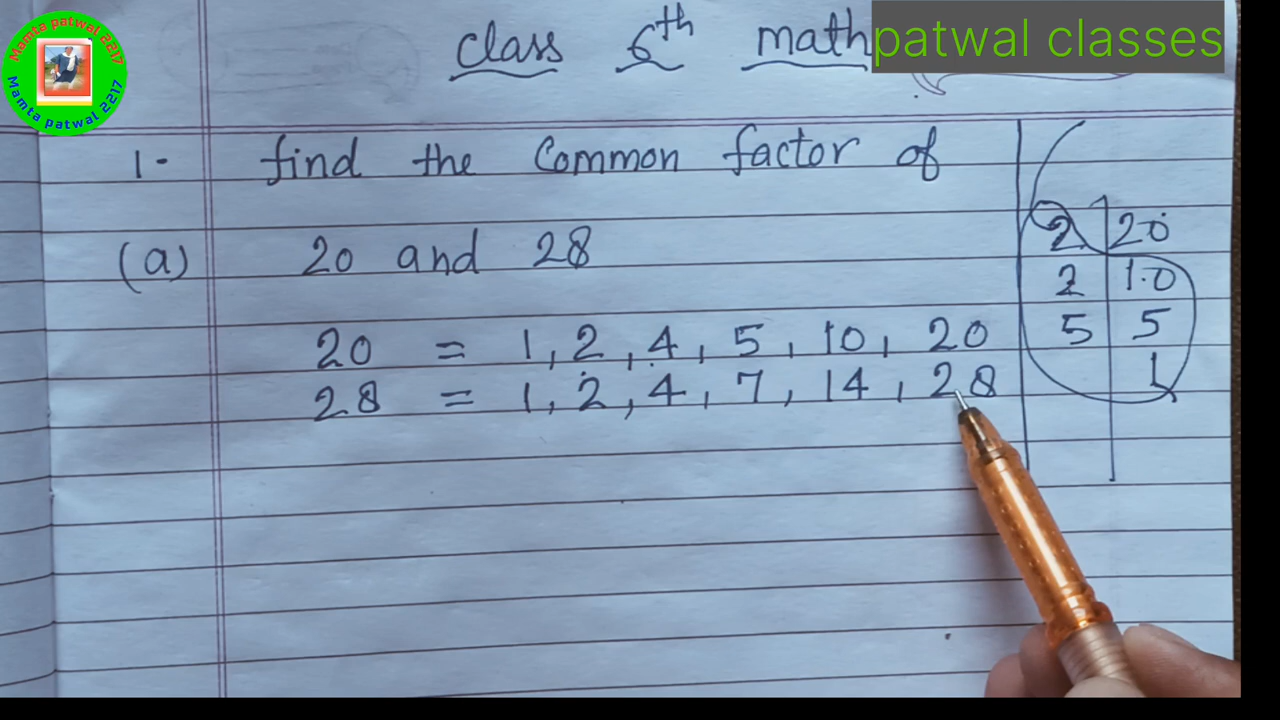 Mamta patwal 2217
Mamta patwal 2217
class 6th math
patwal classes
1- find the Common factor of
(a) 20 and 28
20 = 1, 2, 4, 5, 10, 20
28 = 1, 2, 4, 7, 14, 28
2 20
2 10
5 5
1